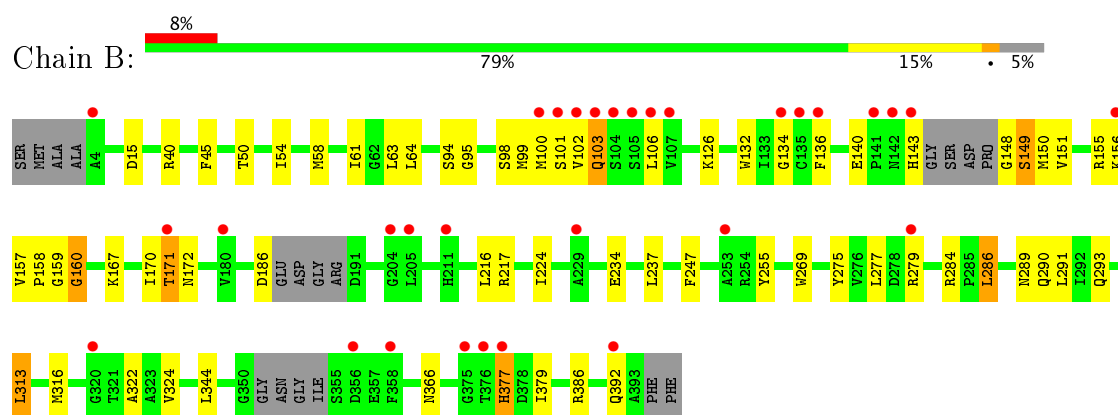 8%
Chain B:
79% 15% • 5%
SER MET ALA ALA A4 D15 R40 F45 T50 I54 M58 I61 G62 L63 L64 S94 G95 S98 M99 M100 S101 V102 Q103 S104 S105 L106 V107 K126 W132 I133 G134 C135 F136 E140 P141 N142 H143 GLY SER ASP PRO G148 S149 M150 V151 R155 K156
V157 P158 G159 G160 K167 I170 T171 N172 V180 D186 GLU ASP GLY ARG D191 G204 L205 H211 L216 R217 I224 A229 E234 L237 F247 A253 R254 Y255 W269 Y275 V276 L277 D278 R279 R284 P285 L286 N289 Q290 L291 I292 Q293
L313 M316 G320 T321 A322 A323 V324 L344 G350 GLY ASN GLY ILE S355 D356 E357 F358 N366 G375 T376 H377 D378 I379 R386 Q392 A393 PHE PHE